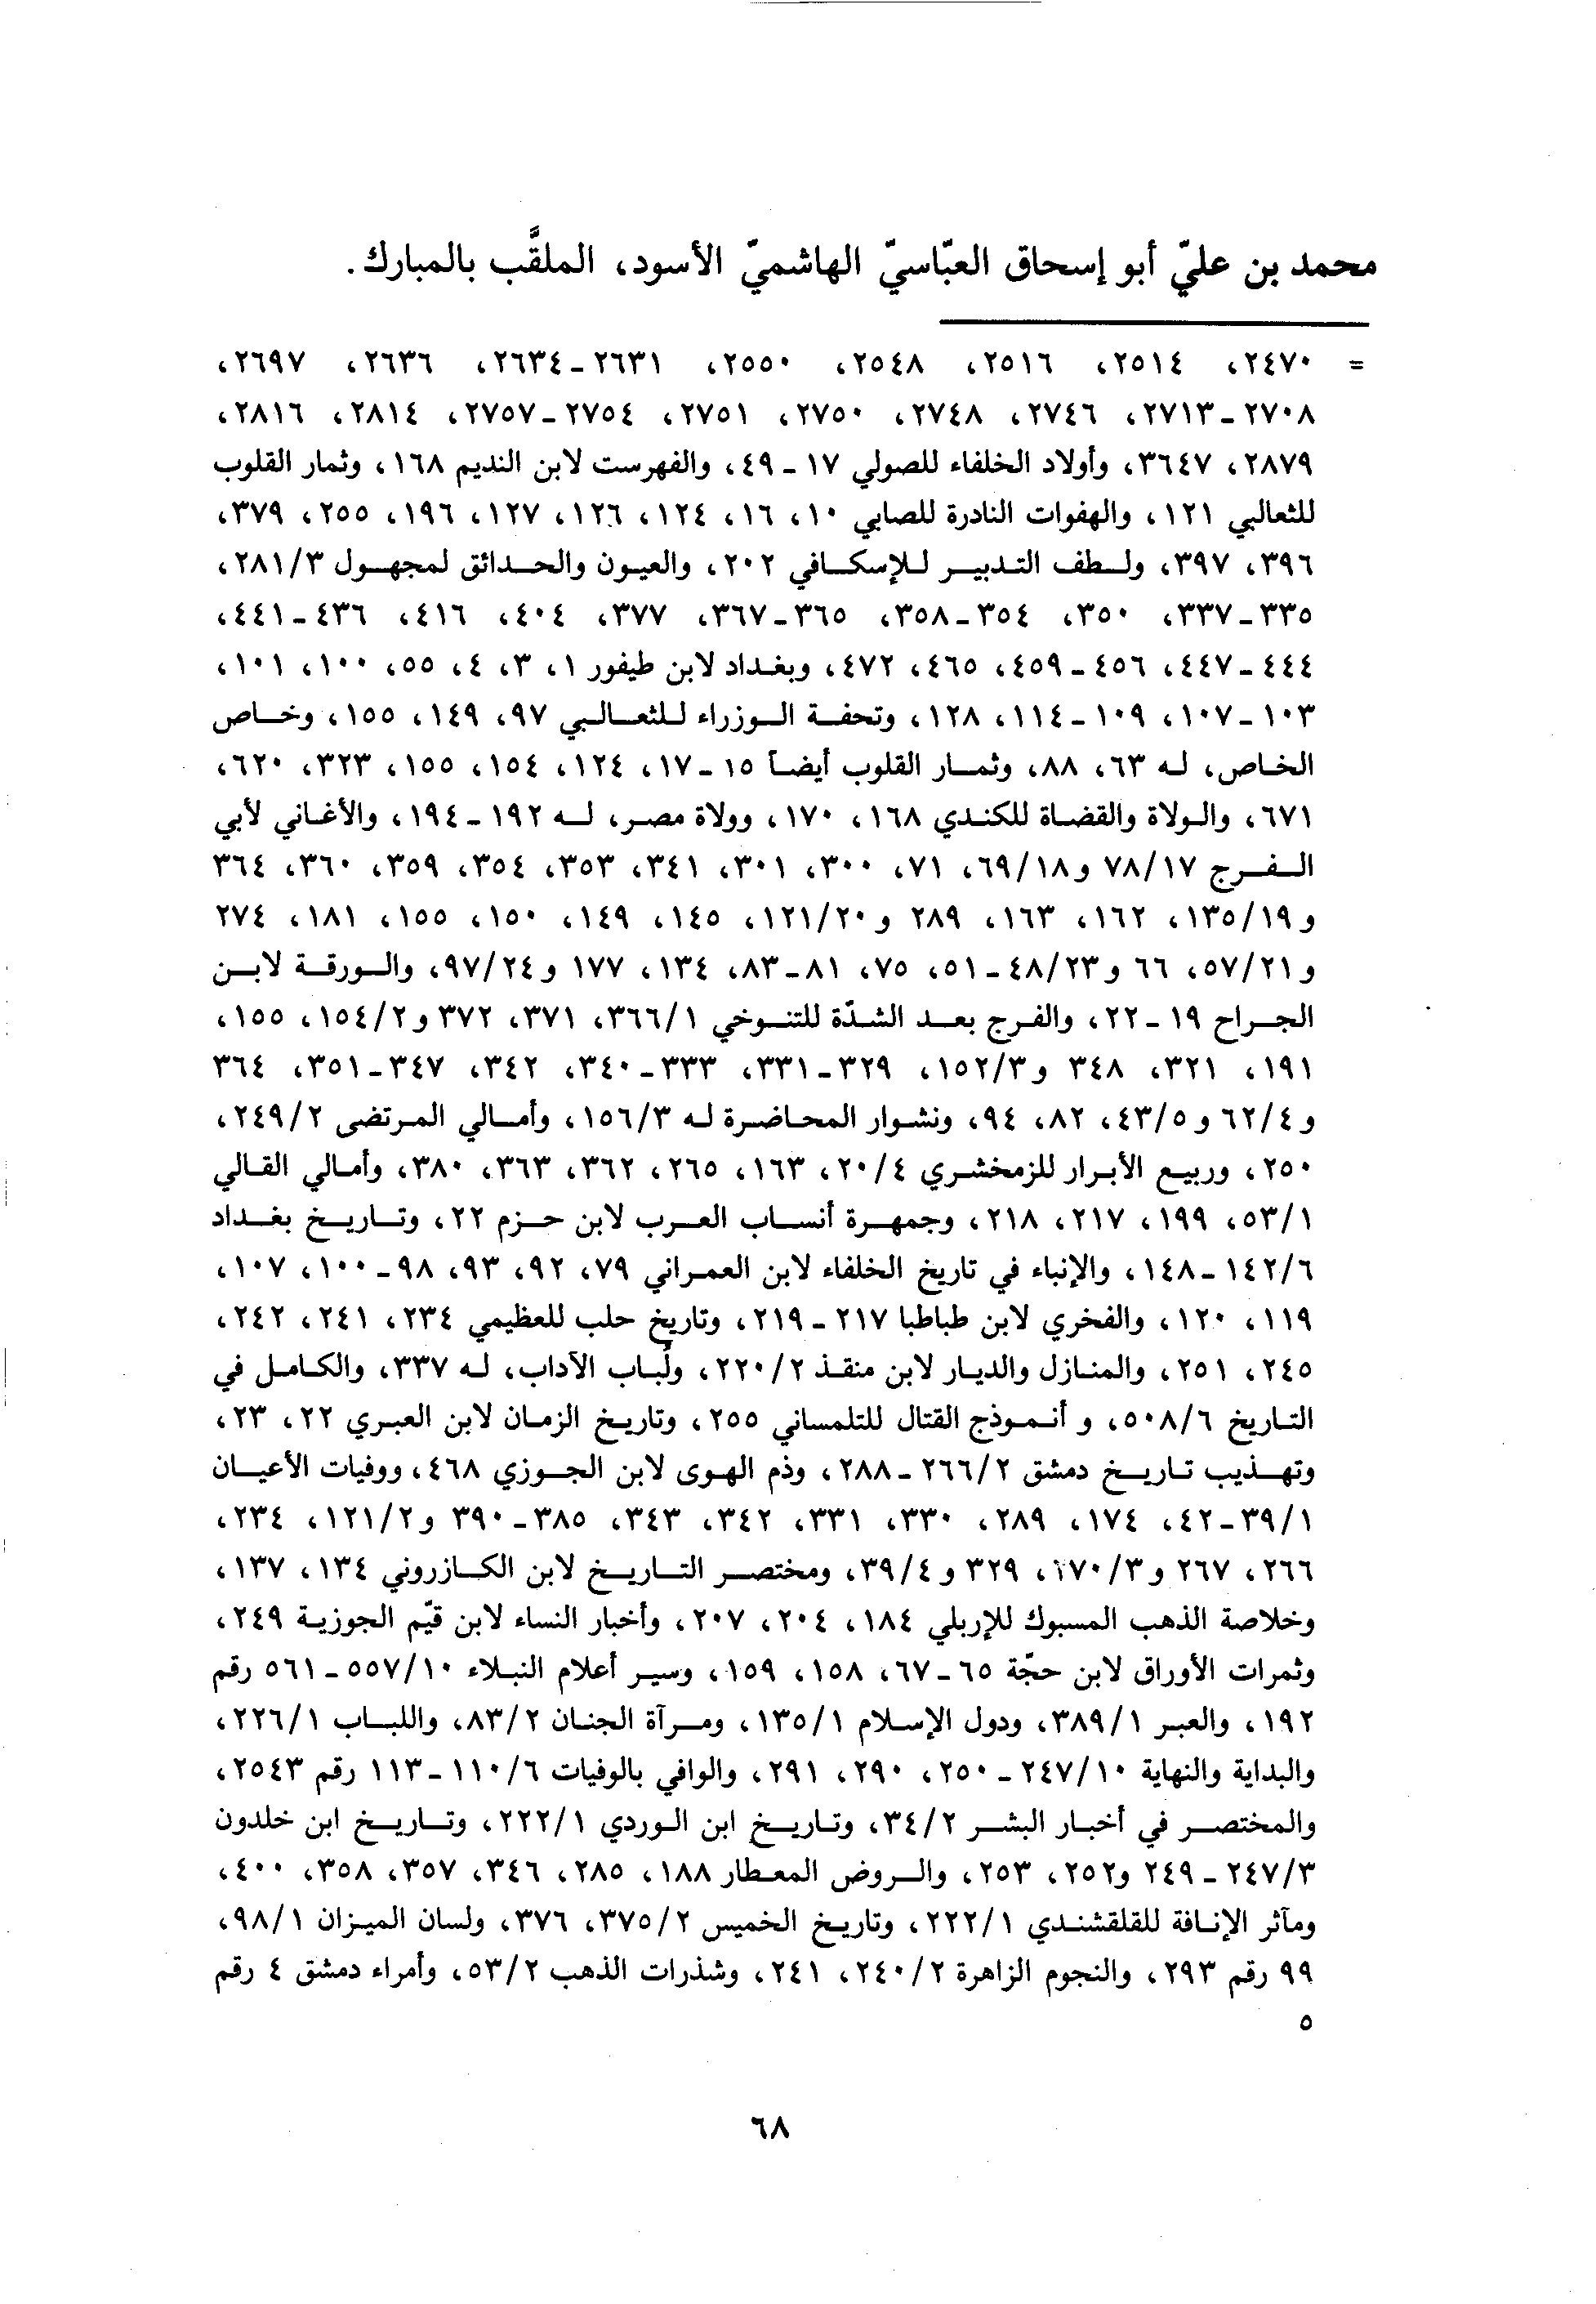 محمد بن عليّ أبو إسحاق العبّاسيّ الهاشميّ الأسود، الملقَّب بالمبارك.
= ٢٤٧٠، ٢٥١٤، ٢٥١٦، ٢٥٤٨، ٢٥٥٠، ٢٦٣١ - ٢٦٣٤، ٢٦٣٦، ٢٦٩٧،
٢٧٠٨ - ٢٧١٣، ٢٧٤٦، ٢٧٤٨، ٢٧٥٠، ٢٧٥١، ٢٧٥٤ - ٢٧٥٧، ٢٨١٤، ٢٨١٦،
٢٨٧٩، ٣٦٤٧، وأولاد الخلفاء للصولي ١٧ - ٤٩، والفهرست لابن النديم ١٦٨، وثمار القلوب
للثعالبي ١٢١، والهفوات النادرة للصابي ١٠، ١٦، ١٢٤، ١٢٦، ١٢٧، ١٩٦، ٢٥٥، ٣٧٩،
٣٩٦، ٣٩٧، ولطف التدبير للإسكافي ٢٠٢، والعيون والحدائق لمجهول ٢٨١/٣،
٣٣٥ - ٣٣٧، ٣٥٠، ٣٥٤ - ٣٥٨، ٣٦٥ - ٣٦٧، ٣٧٧، ٤٠٤، ٤١٦، ٤٣٦ - ٤٤١،
٤٤٤ - ٤٤٧، ٤٥٦ - ٤٥٩، ٤٦٥، ٤٧٢، وبغداد لابن طيفور ١، ٣، ٤، ٥٥، ١٠٠، ١٠١،
١٠٣ - ١٠٧، ١٠٩ - ١١٤، ١٢٨، وتحفة الوزراء للثعالبي ٩٧، ١٤٩، ١٥٥، وخاص
الخاص، له ٦٣، ٨٨، وثمار القلوب أيضاً ١٥ - ١٧، ١٢٤، ١٥٤، ١٥٥، ٣٢٣، ٦٢٠،
٦٧١، والولاة والقضاة للكندي ١٦٨، ١٧٠، وولاة مصر، له ١٩٢ - ١٩٤، والأغاني لأبي
الفرج ٧٨/١٧ و٦٩/١٨، ٧١، ٣٠٠، ٣٠١، ٣٤١، ٣٥٣، ٣٥٤، ٣٥٩، ٣٦٠، ٣٦٤
و١٣٥/١٩، ١٦٢، ١٦٣، ٢٨٩ و١٢١/٢٠، ١٤٥، ١٤٩، ١٥٠، ١٥٥، ١٨١، ٢٧٤
و٥٧/٢١، ٦٦ و٤٨/٢٣ - ٥١، ٧٥، ٨١ - ٨٣، ١٣٤، ١٧٧ و٩٧/٢٤، والورقة لابن
الجراح ١٩ - ٢٢، والفرج بعد الشدّة للتنوخي ٣٦٦/١، ٣٧١، ٣٧٢ و١٥٤/٢، ١٥٥،
١٩١، ٣٢١، ٣٤٨ و١٥٢/٣، ٣٢٩ - ٣٣١، ٣٣٣ - ٣٤٠، ٣٤٢، ٣٤٧ - ٣٥١، ٣٦٤
و٦٢/٤ و٤٣/٥، ٨٢، ٩٤، ونشوار المحاضرة له ١٥٦/٣، وأمالي المرتضى ٢٤٩/٢،
٢٥٠، وربيع الأبرار للزمخشري ٢٠/٤، ١٦٣، ٢٦٥، ٣٦٢، ٣٦٣، ٣٨٠، وأمالي القالي
٥٣/١، ١٩٩، ٢١٧، ٢١٨، وجمهرة أنساب العرب لابن حزم ٢٢، وتاريخ بغداد
١٤٢/٦ - ١٤٨، والإنباء في تاريخ الخلفاء لابن العمراني ٧٩، ٩٢، ٩٣، ٩٨ - ١٠٠، ١٠٧،
١١٩، ١٢٠، والفخري لابن طباطبا ٢١٧ - ٢١٩، وتاريخ حلب للعظيمي ٢٣٤، ٢٤١، ٢٤٢،
٢٤٥، ٢٥١، والمنازل والديار لابن منقذ ٢٢٠/٢، ولُباب الآداب، له ٣٣٧، والكامل في
التاريخ ٥٠٨/٦، و أنموذج القتال للتلمساني ٢٥٥، وتاريخ الزمان لابن العبري ٢٢، ٢٣،
وتهذيب تاريخ دمشق ٢٦٦/٢ - ٢٨٨، وذم الهوى لابن الجوزي ٤٦٨، ووفيات الأعيان
٣٩/١ - ٤٢، ١٧٤، ٢٨٩، ٣٣٠، ٣٣١، ٣٤٢، ٣٤٣، ٣٨٥ - ٣٩٠ و١٢١/٢، ٢٣٤،
٢٦٦، ٢٦٧ و١٧٠/٣، ٣٢٩ و٣٩/٤، ومختصر التاريخ لابن الكازروني ١٣٤، ١٣٧،
وخلاصة الذهب المسبوك للإربلي ١٨٤، ٢٠٤، ٢٠٧، وأخبار النساء لابن قيّم الجوزية ٢٤٩،
وثمرات الأوراق لابن حجّة ٦٥ - ٦٧، ١٥٨، ١٥٩، وسير أعلام النبلاء ٥٥٧/١٠ - ٥٦١ رقم
١٩٢، والعبر ٣٨٩/١، ودول الإسلام ١٣٥/١، ومرآة الجنان ٨٣/٢، واللباب ٢٢٦/١،
والبداية والنهاية ٢٤٧/١٠ - ٢٥٠، ٢٩٠، ٢٩١، والوافي بالوفيات ١١٠/٦ - ١١٣ رقم ٢٥٤٣،
والمختصر في أخبار البشر ٣٤/٢، وتاريخ ابن الوردي ٢٢٢/١، وتاريخ ابن خلدون
٢٤٧/٣ - ٢٤٩ و٢٥٢، ٢٥٣، والروض المعطار ١٨٨، ٢٨٥، ٣٤٦، ٣٥٧، ٣٥٨، ٤٠٠،
ومآثر الإنافة للقلقشندي ٢٢٢/١، وتاريخ الخميس ٣٧٥/٢، ٣٧٦، ولسان الميزان ٩٨/١،
٩٩ رقم ٢٩٣، والنجوم الزاهرة ٢٤٠/٢، ٢٤١، وشذرات الذهب ٥٣/٢، وأمراء دمشق ٤ رقم
٥
٦٨